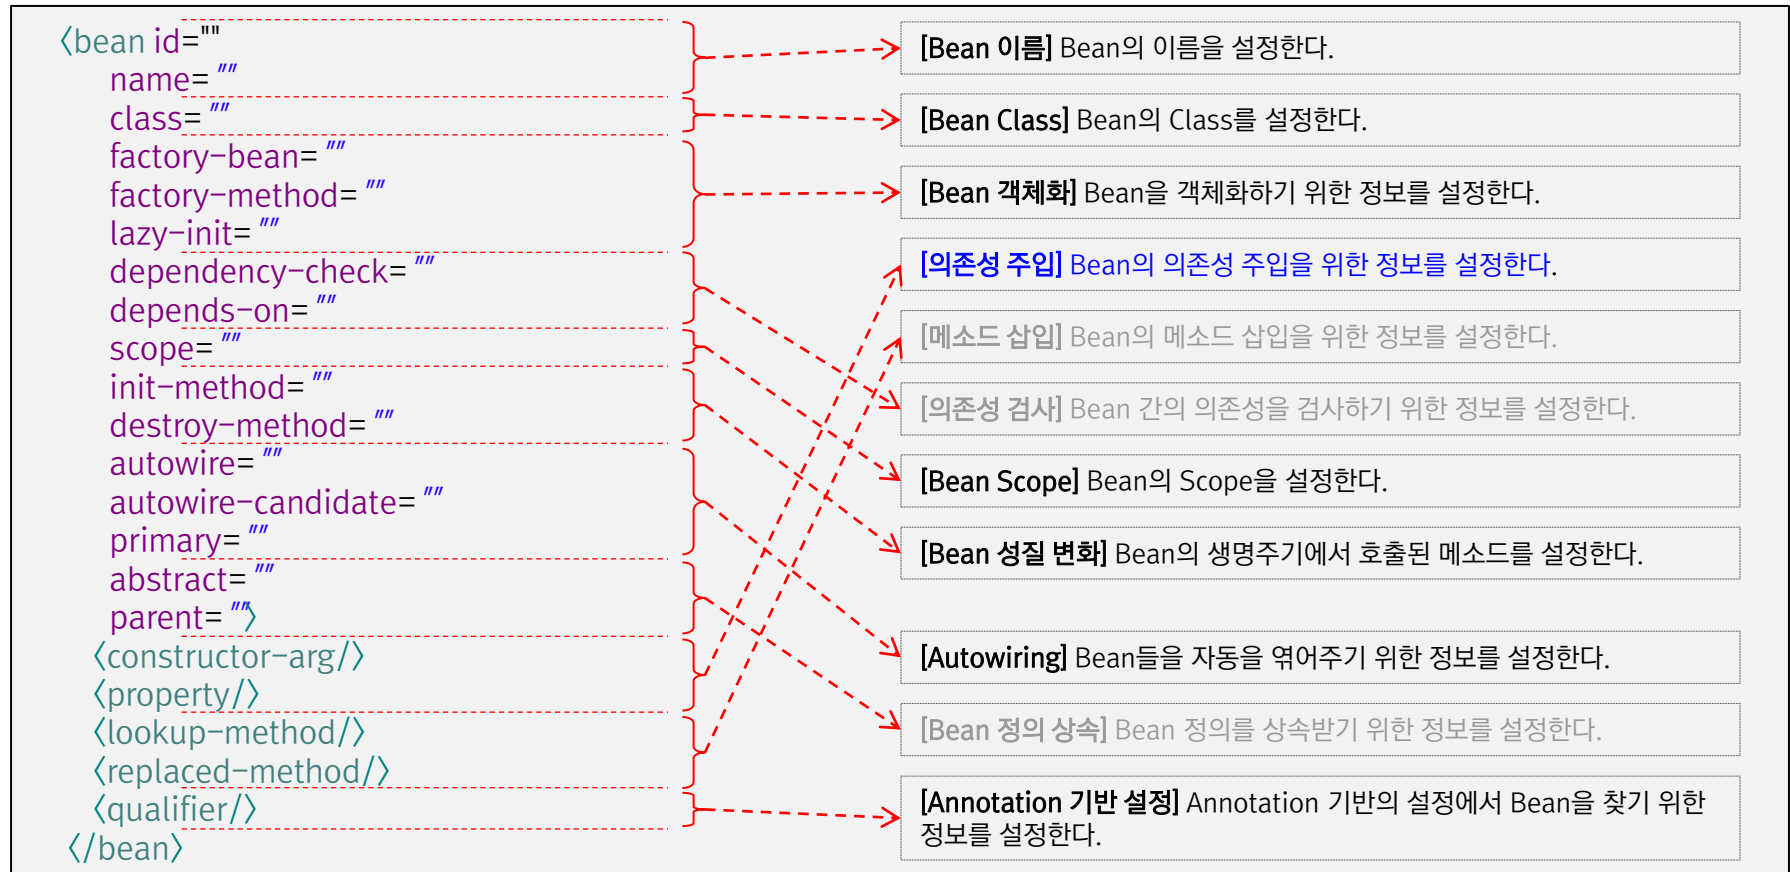 〈bean id=""
name=""
class=""
factory-bean=""
factory-method=""
lazy-init=""
dependency-check=""
depends-on=""
scope=""
init-method=""
destroy-method=""
autowire=""
autowire-candidate=""
primary=""
abstract=""
parent=""〉
〈constructor-arg/〉
〈property/〉
〈lookup-method/〉
〈replaced-method/〉
〈qualifier/〉
〈/bean〉
[Bean 이름] Bean의 이름을 설정한다.
[Bean Class] Bean의 Class를 설정한다.
[Bean 객체화] Bean을 객체화하기 위한 정보를 설정한다.
[의존성 주입] Bean의 의존성 주입을 위한 정보를 설정한다.
[메소드 삽입] Bean의 메소드 삽입을 위한 정보를 설정한다.
[의존성 검사] Bean 간의 의존성을 검사하기 위한 정보를 설정한다.
[Bean Scope] Bean의 Scope을 설정한다.
[Bean 성질 변화] Bean의 생명주기에서 호출된 메소드를 설정한다.
[Autowiring] Bean들을 자동을 엮어주기 위한 정보를 설정한다.
[Bean 정의 상속] Bean 정의를 상속받기 위한 정보를 설정한다.
[Annotation 기반 설정] Annotation 기반의 설정에서 Bean을 찾기 위한
정보를 설정한다.